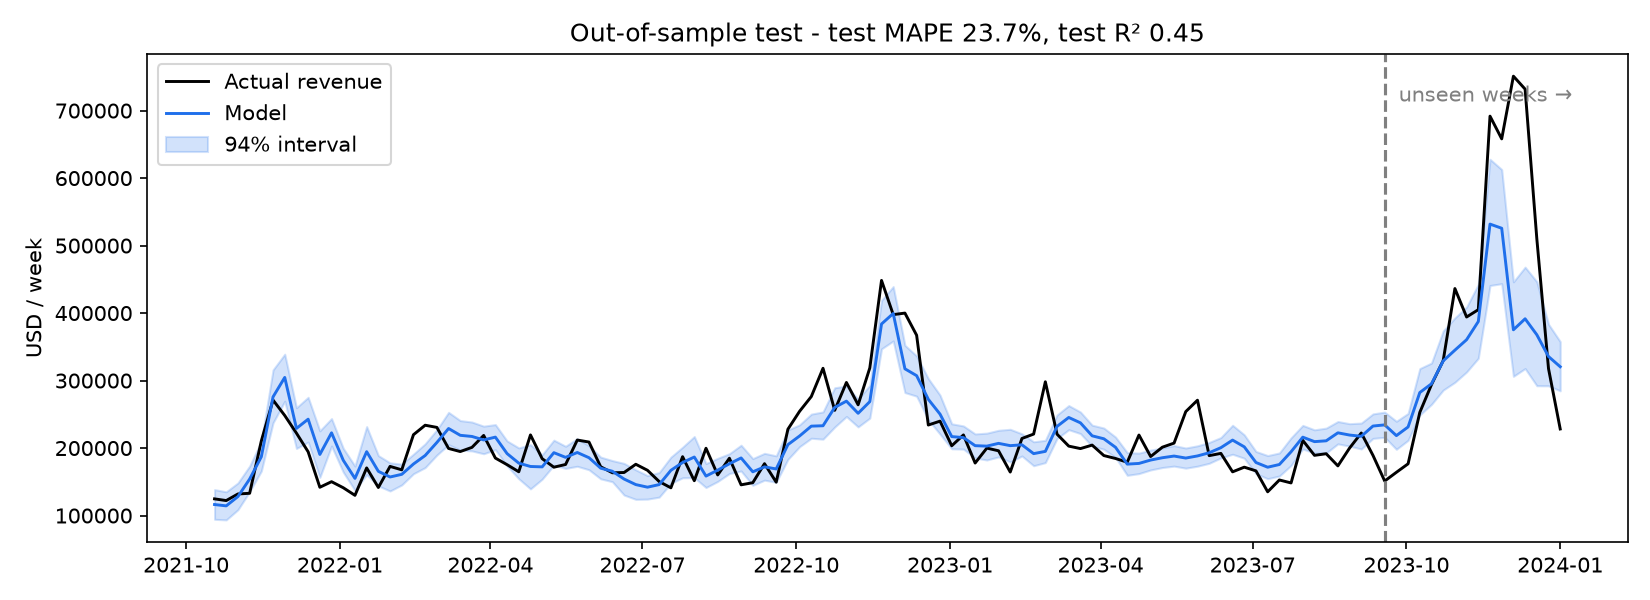 Out-of-sample test - test MAPE 23.7%, test R² 0.45
Actual revenue
Model
94% interval
unseen weeks →
USD / week
700000
600000
500000
400000
300000
200000
100000
2021-10
2022-01
2022-04
2022-07
2022-10
2023-01
2023-04
2023-07
2023-10
2024-01